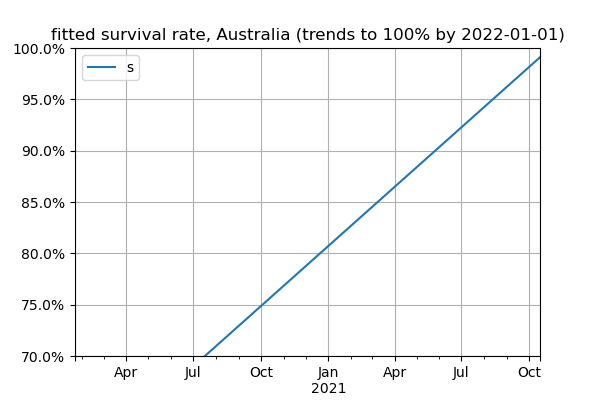 fitted survival rate, Australia (trends to 100% by 2022-01-01)
100.0%
s
95.0%
90.0%
85.0%
80.0%
75.0%
70.0%
Apr Jul Oct Jan Apr Jul Oct
2021